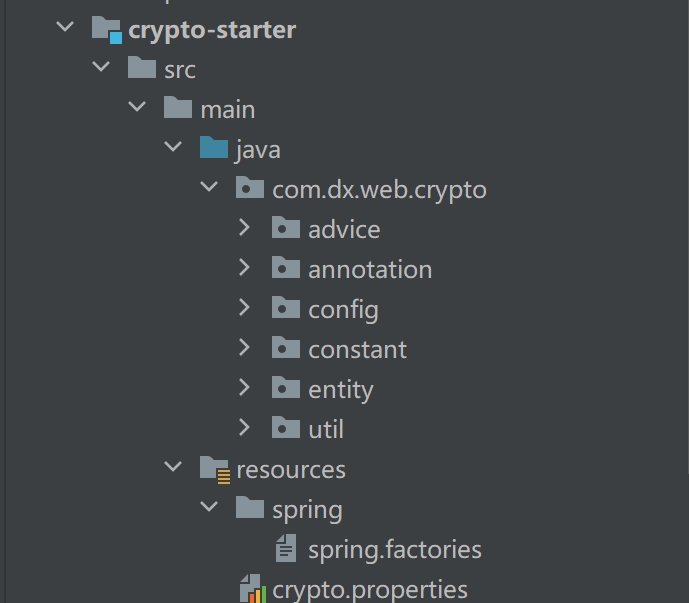 crypto-starter
src
main
java
com.dx.web.crypto
advice
annotation
config
constant
entity
util
resources
spring
spring.factories
crypto.properties